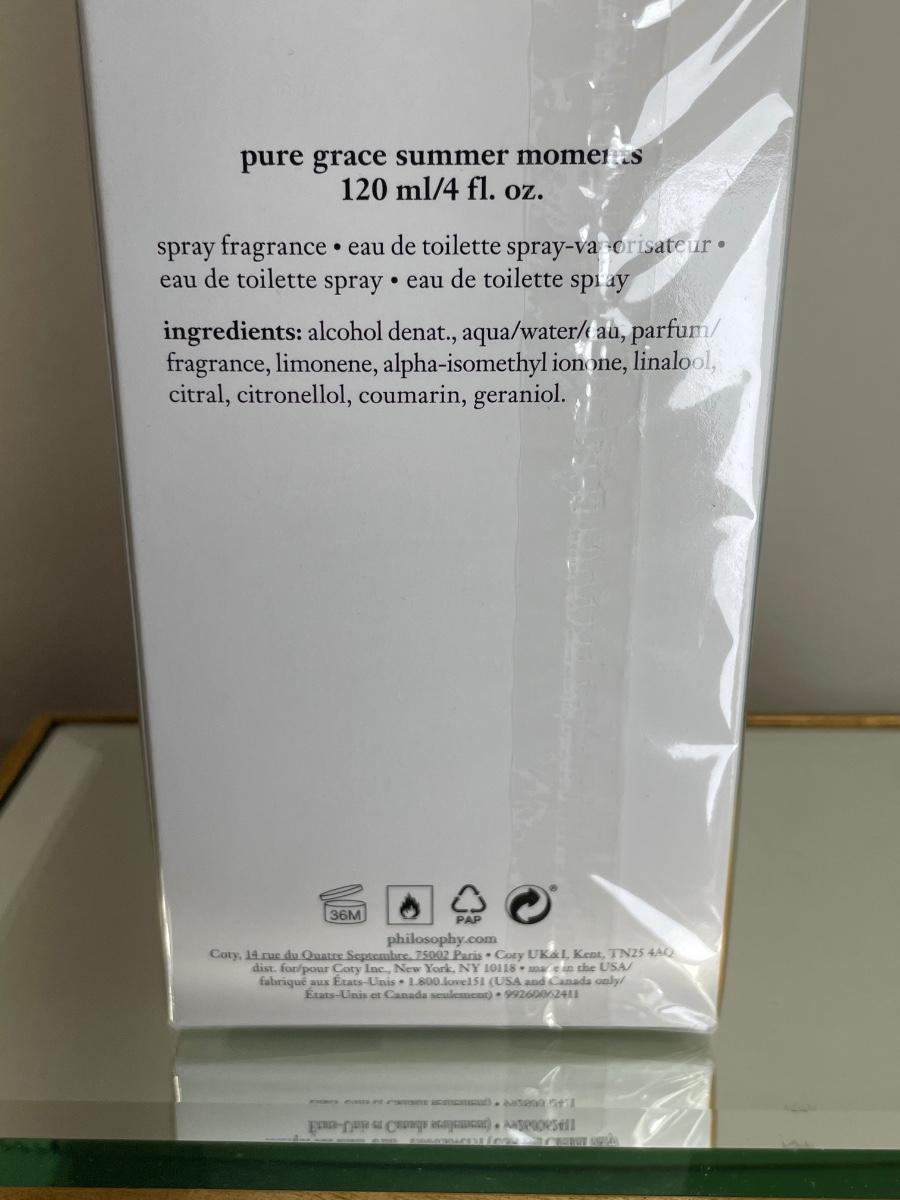 pure grace summer moments
120 ml/4 fl. oz.
spray fragrance • eau de toilette spray-vaporisateur •
eau de toilette spray • eau de toilette spray
ingredients: alcohol denat., aqua/water/eau, parfum/
fragrance, limonene, alpha-isomethyl ionone, linalool,
citral, citronellol, coumarin, geraniol.
36M
PAP
®
philosophy.com
Coty, 14 rue du Quatre Septembre, 75002 Paris • Coty UK&I, Kent, TN25 4AQ
dist. for/pour Coty Inc., New York, NY 10118 • made in the USA/
fabriqué aux États-Unis • 1.800.love151 (USA and Canada only/
États-Unis et Canada seulement) • 99260062411